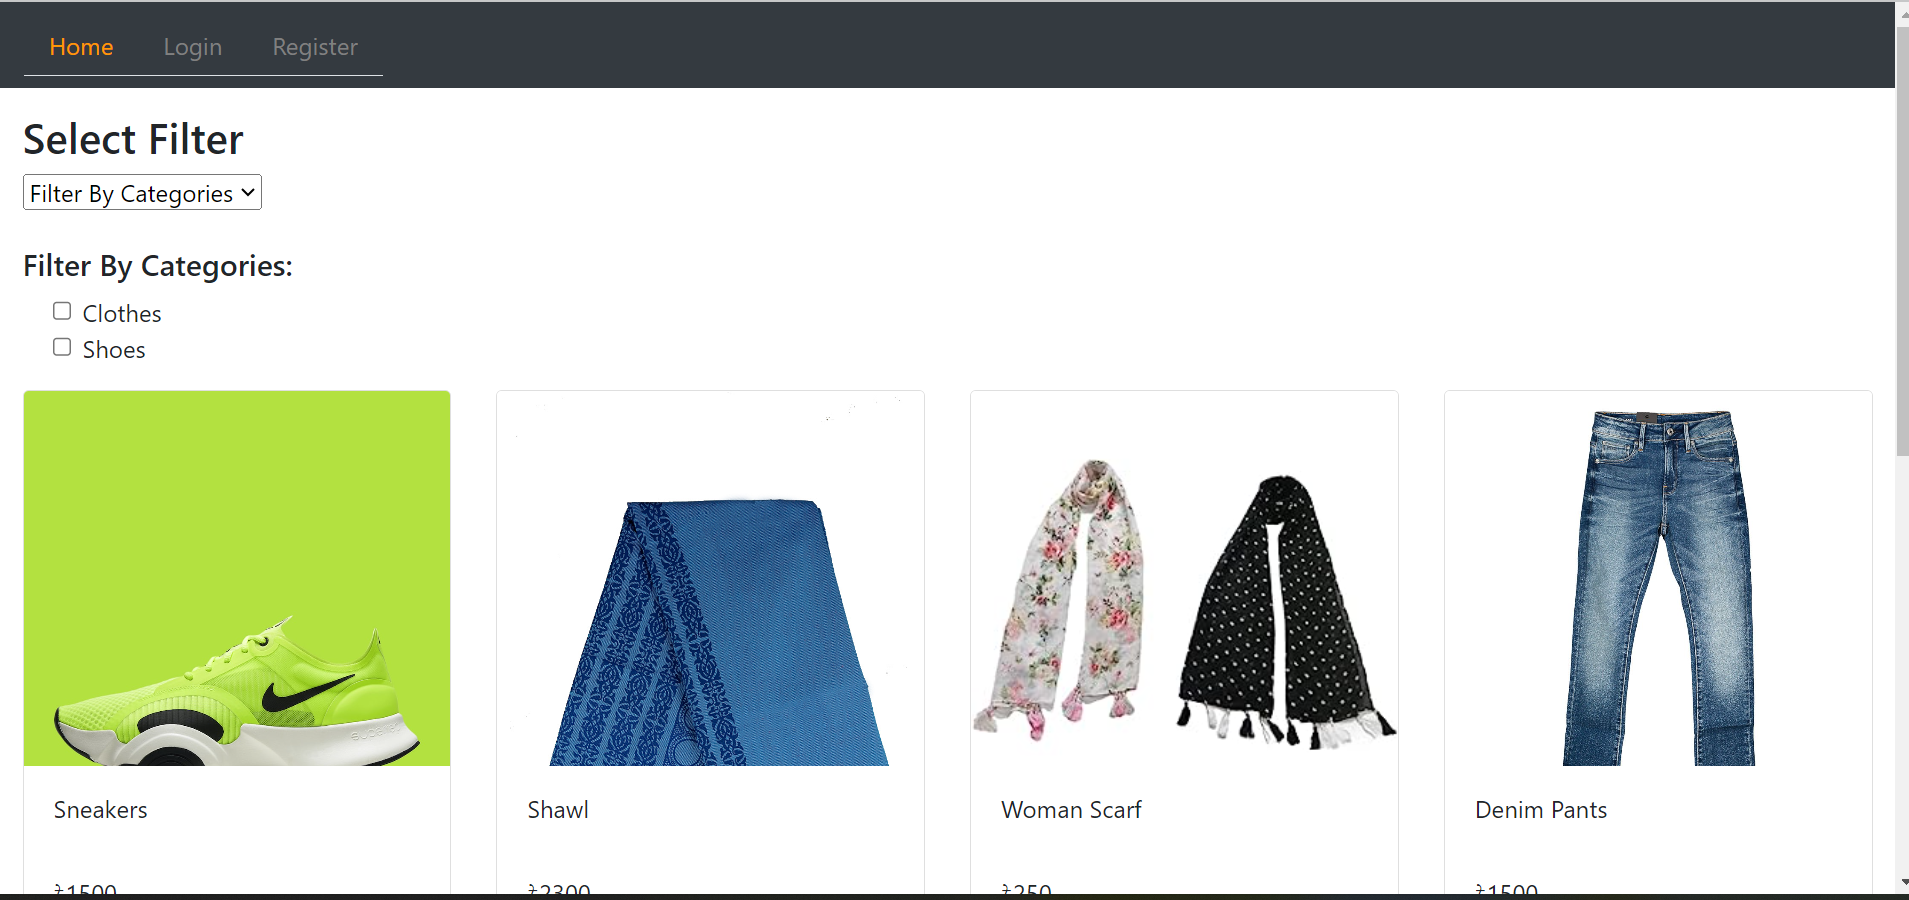 Home Login Register
Select Filter
Filter By Categories
Filter By Categories:
Clothes
Shoes
Sneakers Shawl Woman Scarf Denim Pants
৳1500 ৳2300 ৳250 ৳1500